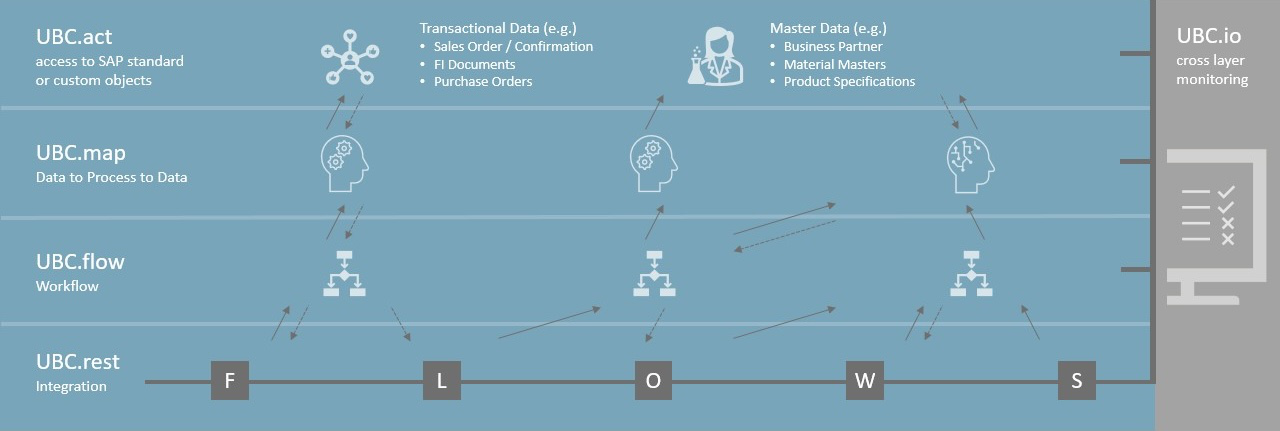 UBC.act
access to SAP standard
or custom objects
Transactional Data (e.g.)
• Sales Order / Confirmation
• FI Documents
• Purchase Orders
Master Data (e.g.)
• Business Partner
• Material Masters
• Product Specifications
UBC.io
cross layer
monitoring
UBC.map
Data to Process to Data
UBC.flow
Workflow
UBC.rest
Integration
F L O W S